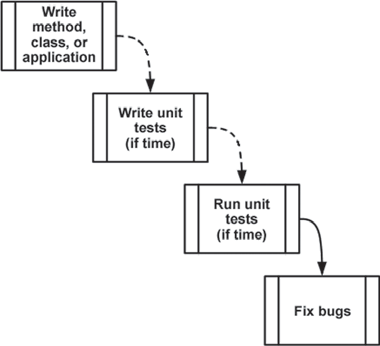 Write
method,
class, or
application
Write unit
tests
(if time)
Run unit
tests
(if time)
Fix bugs